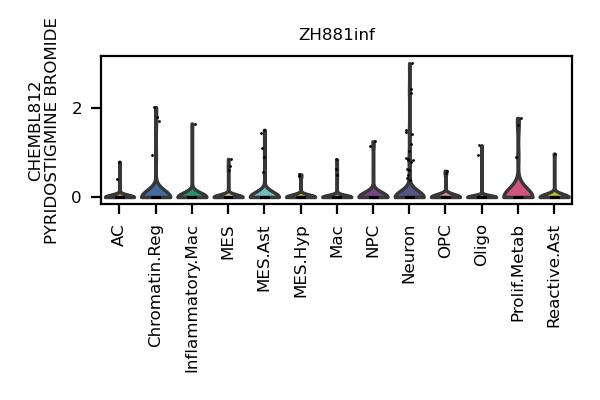 ZH881inf
CHEMBL812
PYRIDOSTIGMINE BROMIDE
2
0
AC
Chromatin.Reg
Inflammatory.Mac
MES
MES.Ast
MES.Hyp
Mac
NPC
Neuron
OPC
Oligo
Prolif.Metab
Reactive.Ast